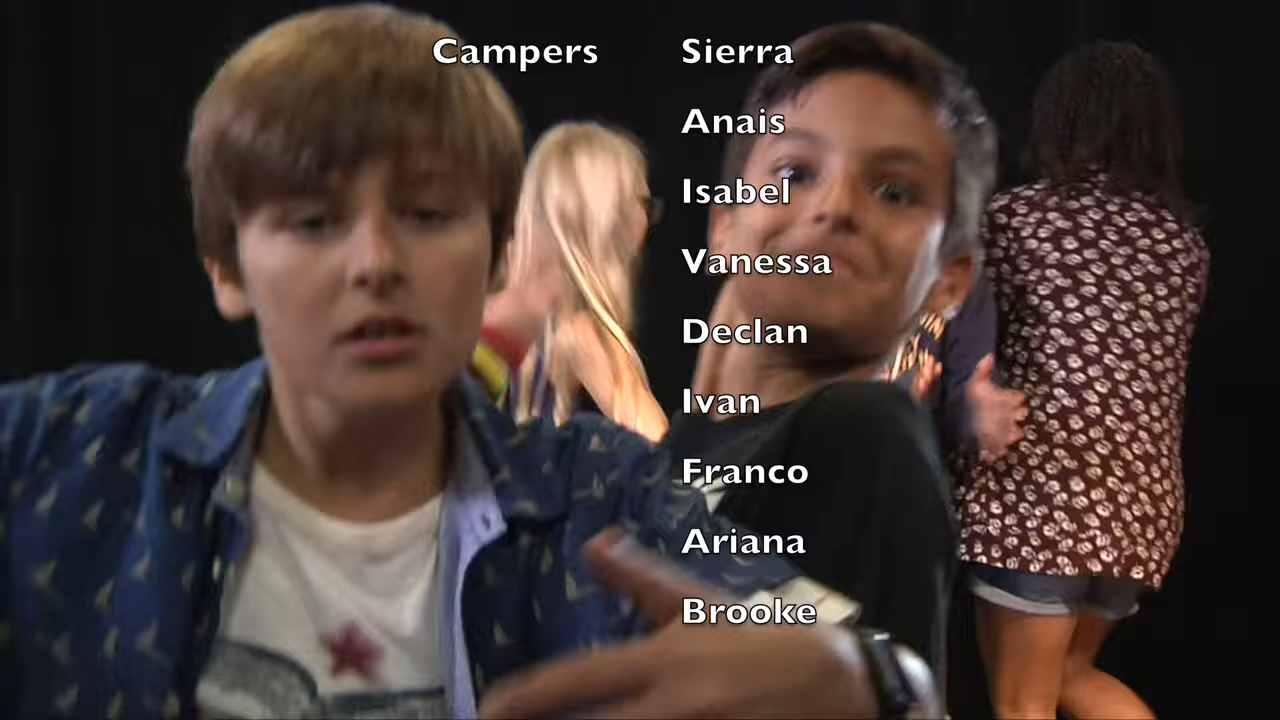 Campers Sierra
Anais
Isabel
Vanessa
Declan
Ivan
Franco
Ariana
Brooke